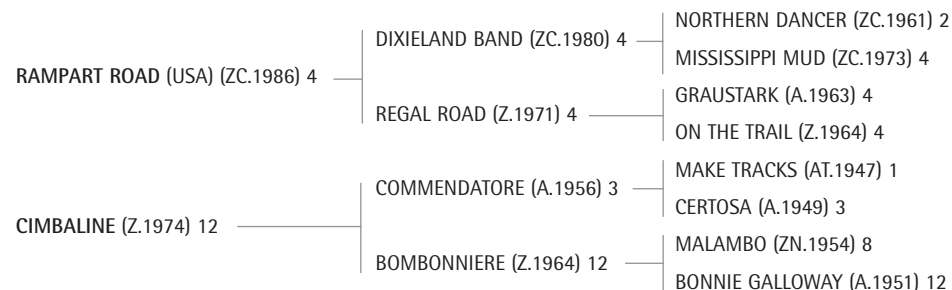 NORTHERN DANCER (ZC.1961) 2
DIXIELAND BAND (ZC.1980) 4
MISSISSIPPI MUD (ZC.1973) 4
RAMPART ROAD (USA) (ZC.1986) 4
GRAUSTARK (A.1963) 4
REGAL ROAD (Z.1971) 4
ON THE TRAIL (Z.1964) 4
MAKE TRACKS (AT.1947) 1
COMMENDATORE (A.1956) 3
CERTOSA (A.1949) 3
CIMBALINE (Z.1974) 12
MALAMBO (ZN.1954) 8
BOMBONNIERE (Z.1964) 12
BONNIE GALLOWAY (A.1951) 12